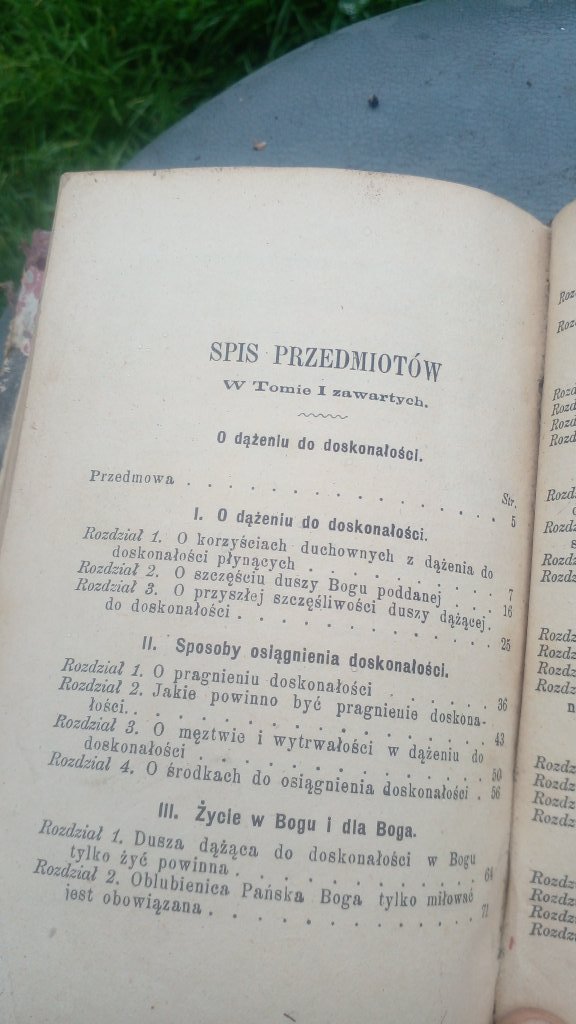 SPIS PRZEDMIOTÓW
W Tomie I zawartych.
O dążeniu do doskonałości.
Str.
Przedmowa . . . . . . . . . . . . . . 5
I. O dążeniu do doskonałości.
Rozdział 1. O korzyściach duchownych z dążenia do
doskonałości płynących . . . . . . . . . 7
Rozdział 2. O szczęściu duszy Bogu poddanej . . . 16
Rozdział 3. O przyszłej szczęśliwości duszy dążącej
do doskonałości . . . . . . . . . . . . 25
II. Sposoby osiągnienia doskonałości.
Rozdział 1. O pragnieniu doskonałości . . . . . . 36
Rozdział 2. Jakie powinno być pragnienie doskona-
łości. . . . . . . . . . . . . . . . 43
Rozdział 3. O męztwie i wytrwałości w dążeniu do
doskonałości . . . . . . . . . . . . . 50
Rozdział 4. O środkach do osiągnienia doskonałości . 56
III. Życie w Bogu i dla Boga.
Rozdział 1. Dusza dążąca do doskonałości w Bogu
tylko żyć powinna . . . . . . . . . . . 64
Rozdział 2. Oblubienica Pańska Boga tylko miłować
jest obowiązana . . . . . . . . . . . . 71